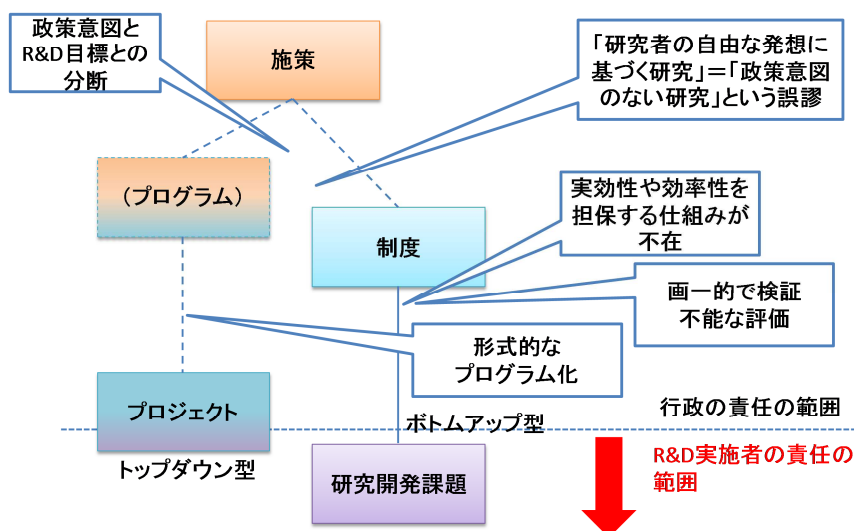 政策意図と
R&D目標との
分断
施策
「研究者の自由な発想に
基づく研究」＝「政策意図
のない研究」という誤謬
（プログラム）
制度
実効性や効率性を
担保する仕組みが
不在
画一的で検証
不能な評価
形式的な
プログラム化
プロジェクト
行政の責任の範囲
ボトムアップ型
トップダウン型
研究開発課題
R&D実施者の責任の
範囲